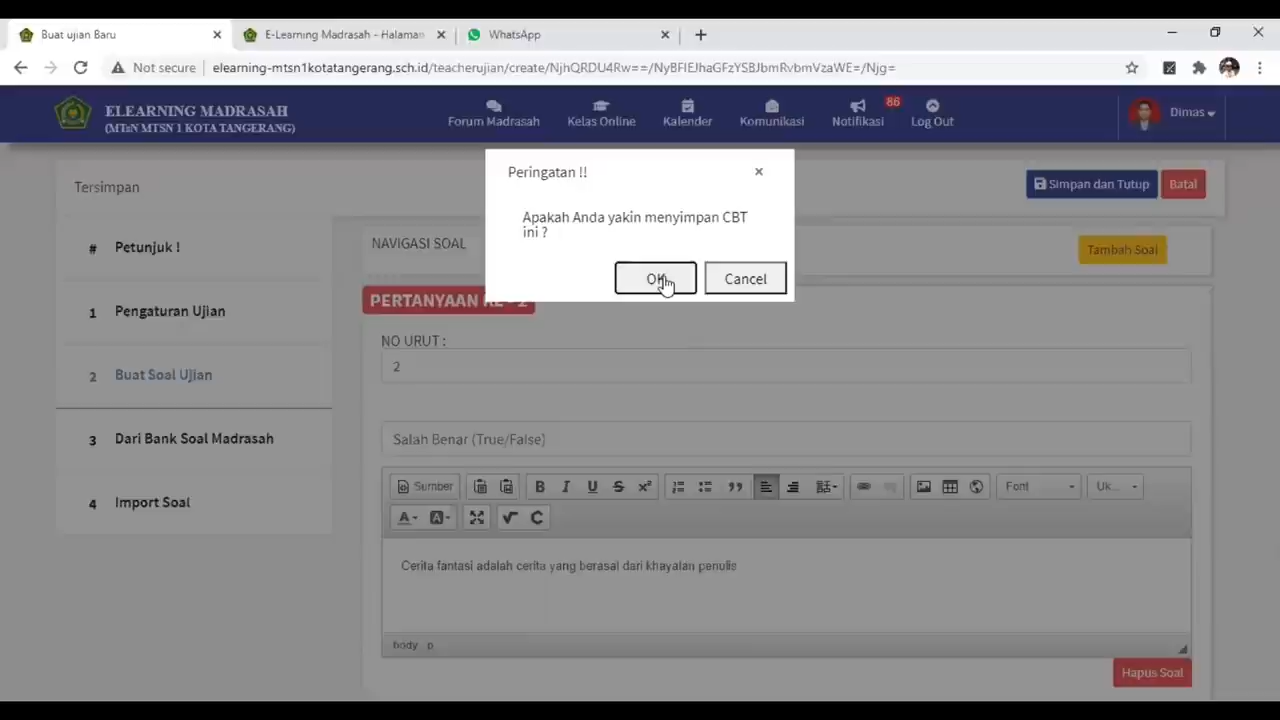 Buat ujian Baru
E-Learning Madrasah - Halaman
WhatsApp
Not secure
elearning-mtsn1kotatangerang.sch.id/teacherujian/create/NjhQRDU4Rw==/NyBFIEJhaGFzYSBJbmRvbmVzaWE=/Njg=
ELEARNING MADRASAH
(MTsN MTSN 1 KOTA TANGERANG)
Forum Madrasah
Kelas Online
Kalender
Komunikasi
Notifikasi
Log Out
Dimas
Peringatan !!
Apakah Anda yakin menyimpan CBT
ini ?
OK
Cancel
Tersimpan
Simpan dan Tutup
Batal
# Petunjuk !
1 Pengaturan Ujian
2 Buat Soal Ujian
3 Dari Bank Soal Madrasah
4 Import Soal
NAVIGASI SOAL
Tambah Soal
PERTANYAAN KE - 2
NO URUT :
2
Salah Benar (True/False)
Sumber
Font
Uk...
Cerita fantasi adalah cerita yang berasal dari khayalan penulis
body p
Hapus Soal